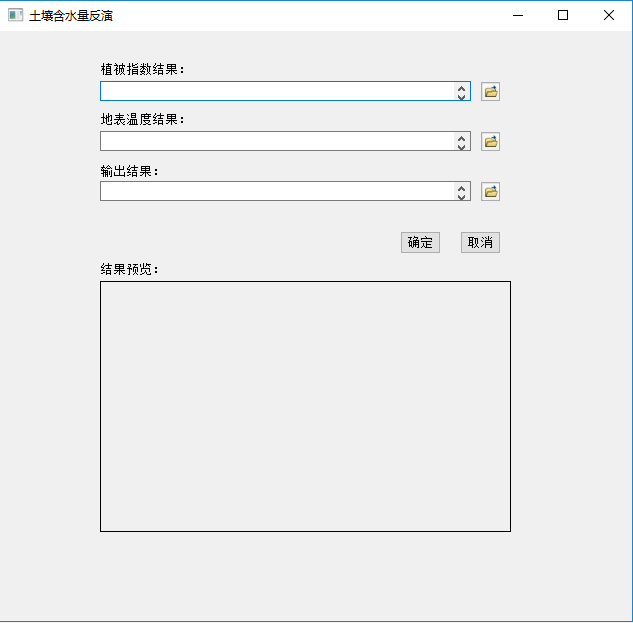 土壤含水量反演
植被指数结果：
地表温度结果：
输出结果：
确定 取消
结果预览：